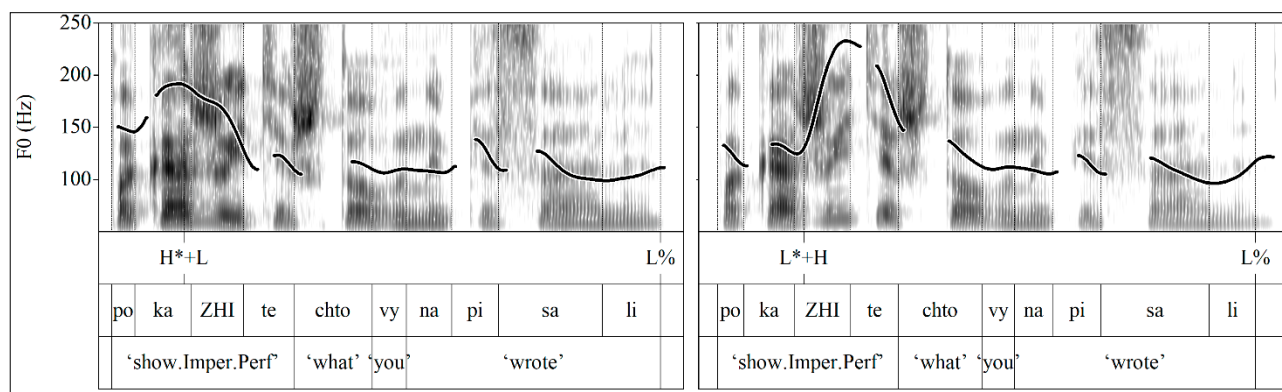 250
200
150
100
F0 (Hz)
H*+L L% L*+H L%
po ka ZHI te chto vy na pi sa li po ka ZHI te chto vy na pi sa li
‘show.Imper.Perf’ ‘what’ ‘you’ ‘wrote’ ‘show.Imper.Perf’ ‘what’ ‘you’ ‘wrote’